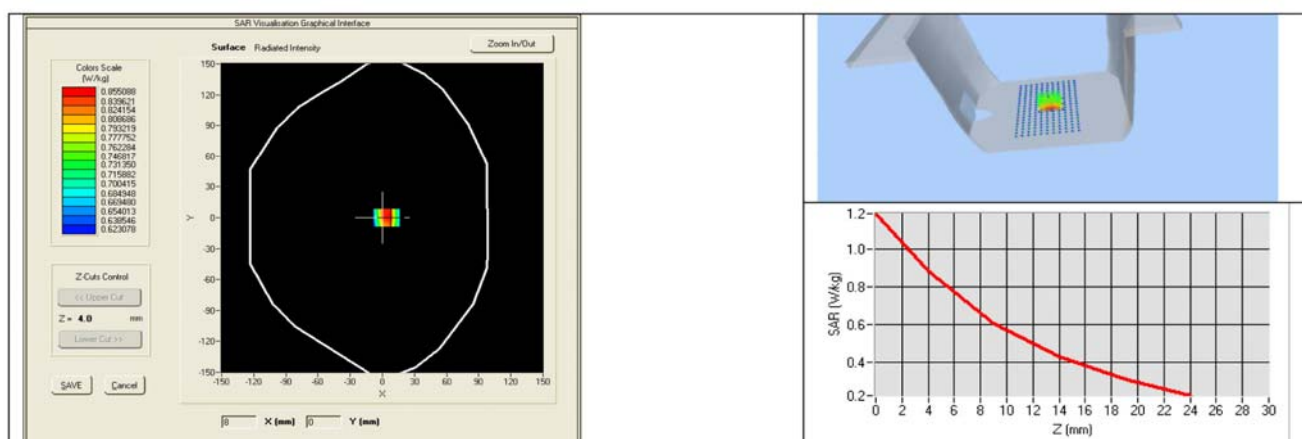 SAR Visualisation Graphical Interface
Surface Radiated Intensity
Zoom In/Out
Colors Scale
(W/kg)
0.855088
0.839621
0.824154
0.808686
0.793219
0.777752
0.762284
0.746817
0.731350
0.715882
0.700415
0.684948
0.669480
0.654013
0.638546
0.623078
Z-Cuts Control
<< Upper Cut
Z = 4.0 mm
Lower Cut >>
SAVE Cancel
150
120
90
60
30
0
-30
-60
-90
-120
-150
Y
-150 -120 -90 -60 -30 0 30 60 90 120 150
X
8 X (mm) 0 Y (mm)
1.2
1.0
0.8
0.6
0.4
0.2
SAR (W/kg)
0 2 4 6 8 10 12 14 16 18 20 22 24 26 28 30
Z (mm)